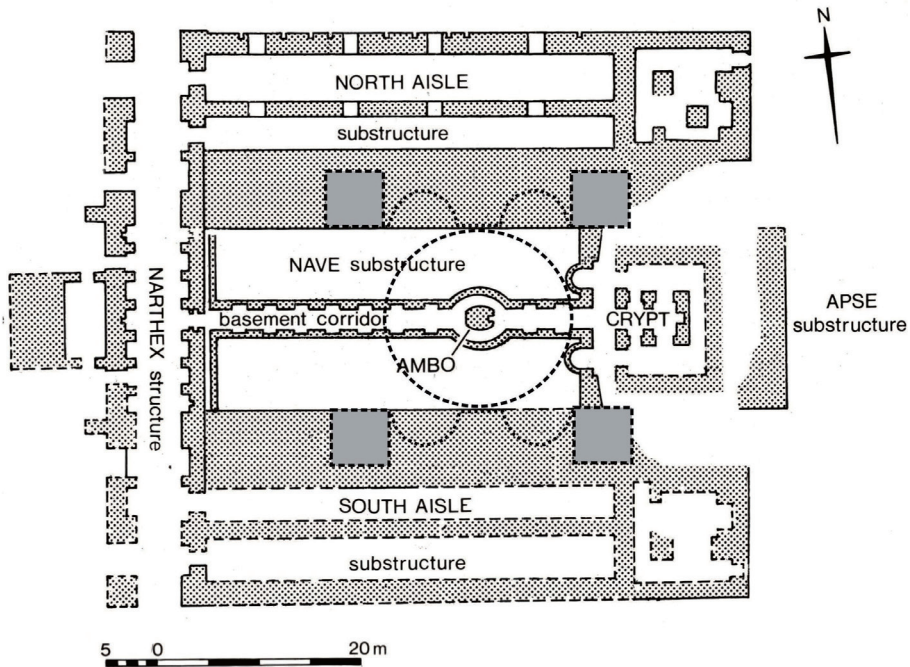 N
NORTH AISLE
substructure
NARTHEX structure
NAVE substructure
basement corridor
CRYPT
APSE
substructure
AMBO
SOUTH AISLE
substructure
5 0 20 m